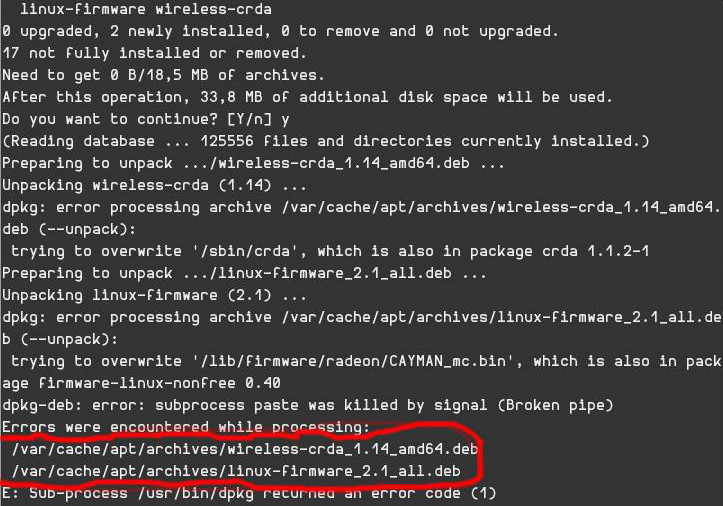 linux-firmware wireless-crda
0 upgraded, 2 newly installed, 0 to remove and 0 not upgraded.
17 not fully installed or removed.
Need to get 0 B/18,5 MB of archives.
After this operation, 33,8 MB of additional disk space will be used.
Do you want to continue? [Y/n] y
(Reading database ... 125556 files and directories currently installed.)
Preparing to unpack .../wireless-crda_1.14_amd64.deb ...
Unpacking wireless-crda (1.14) ...
dpkg: error processing archive /var/cache/apt/archives/wireless-crda_1.14_amd64.
deb (--unpack):
trying to overwrite '/sbin/crda', which is also in package crda 1.1.2-1
Preparing to unpack .../linux-firmware_2.1_all.deb ...
Unpacking linux-firmware (2.1) ...
dpkg: error processing archive /var/cache/apt/archives/linux-firmware_2.1_all.de
b (--unpack):
trying to overwrite '/lib/firmware/radeon/CAYMAN_mc.bin', which is also in pack
age firmware-linux-nonfree 0.40
dpkg-deb: error: subprocess paste was killed by signal (Broken pipe)
Errors were encountered while processing:
/var/cache/apt/archives/wireless-crda_1.14_amd64.deb
/var/cache/apt/archives/linux-firmware_2.1_all.deb
E: Sub-process /usr/bin/dpkg returned an error code (1)